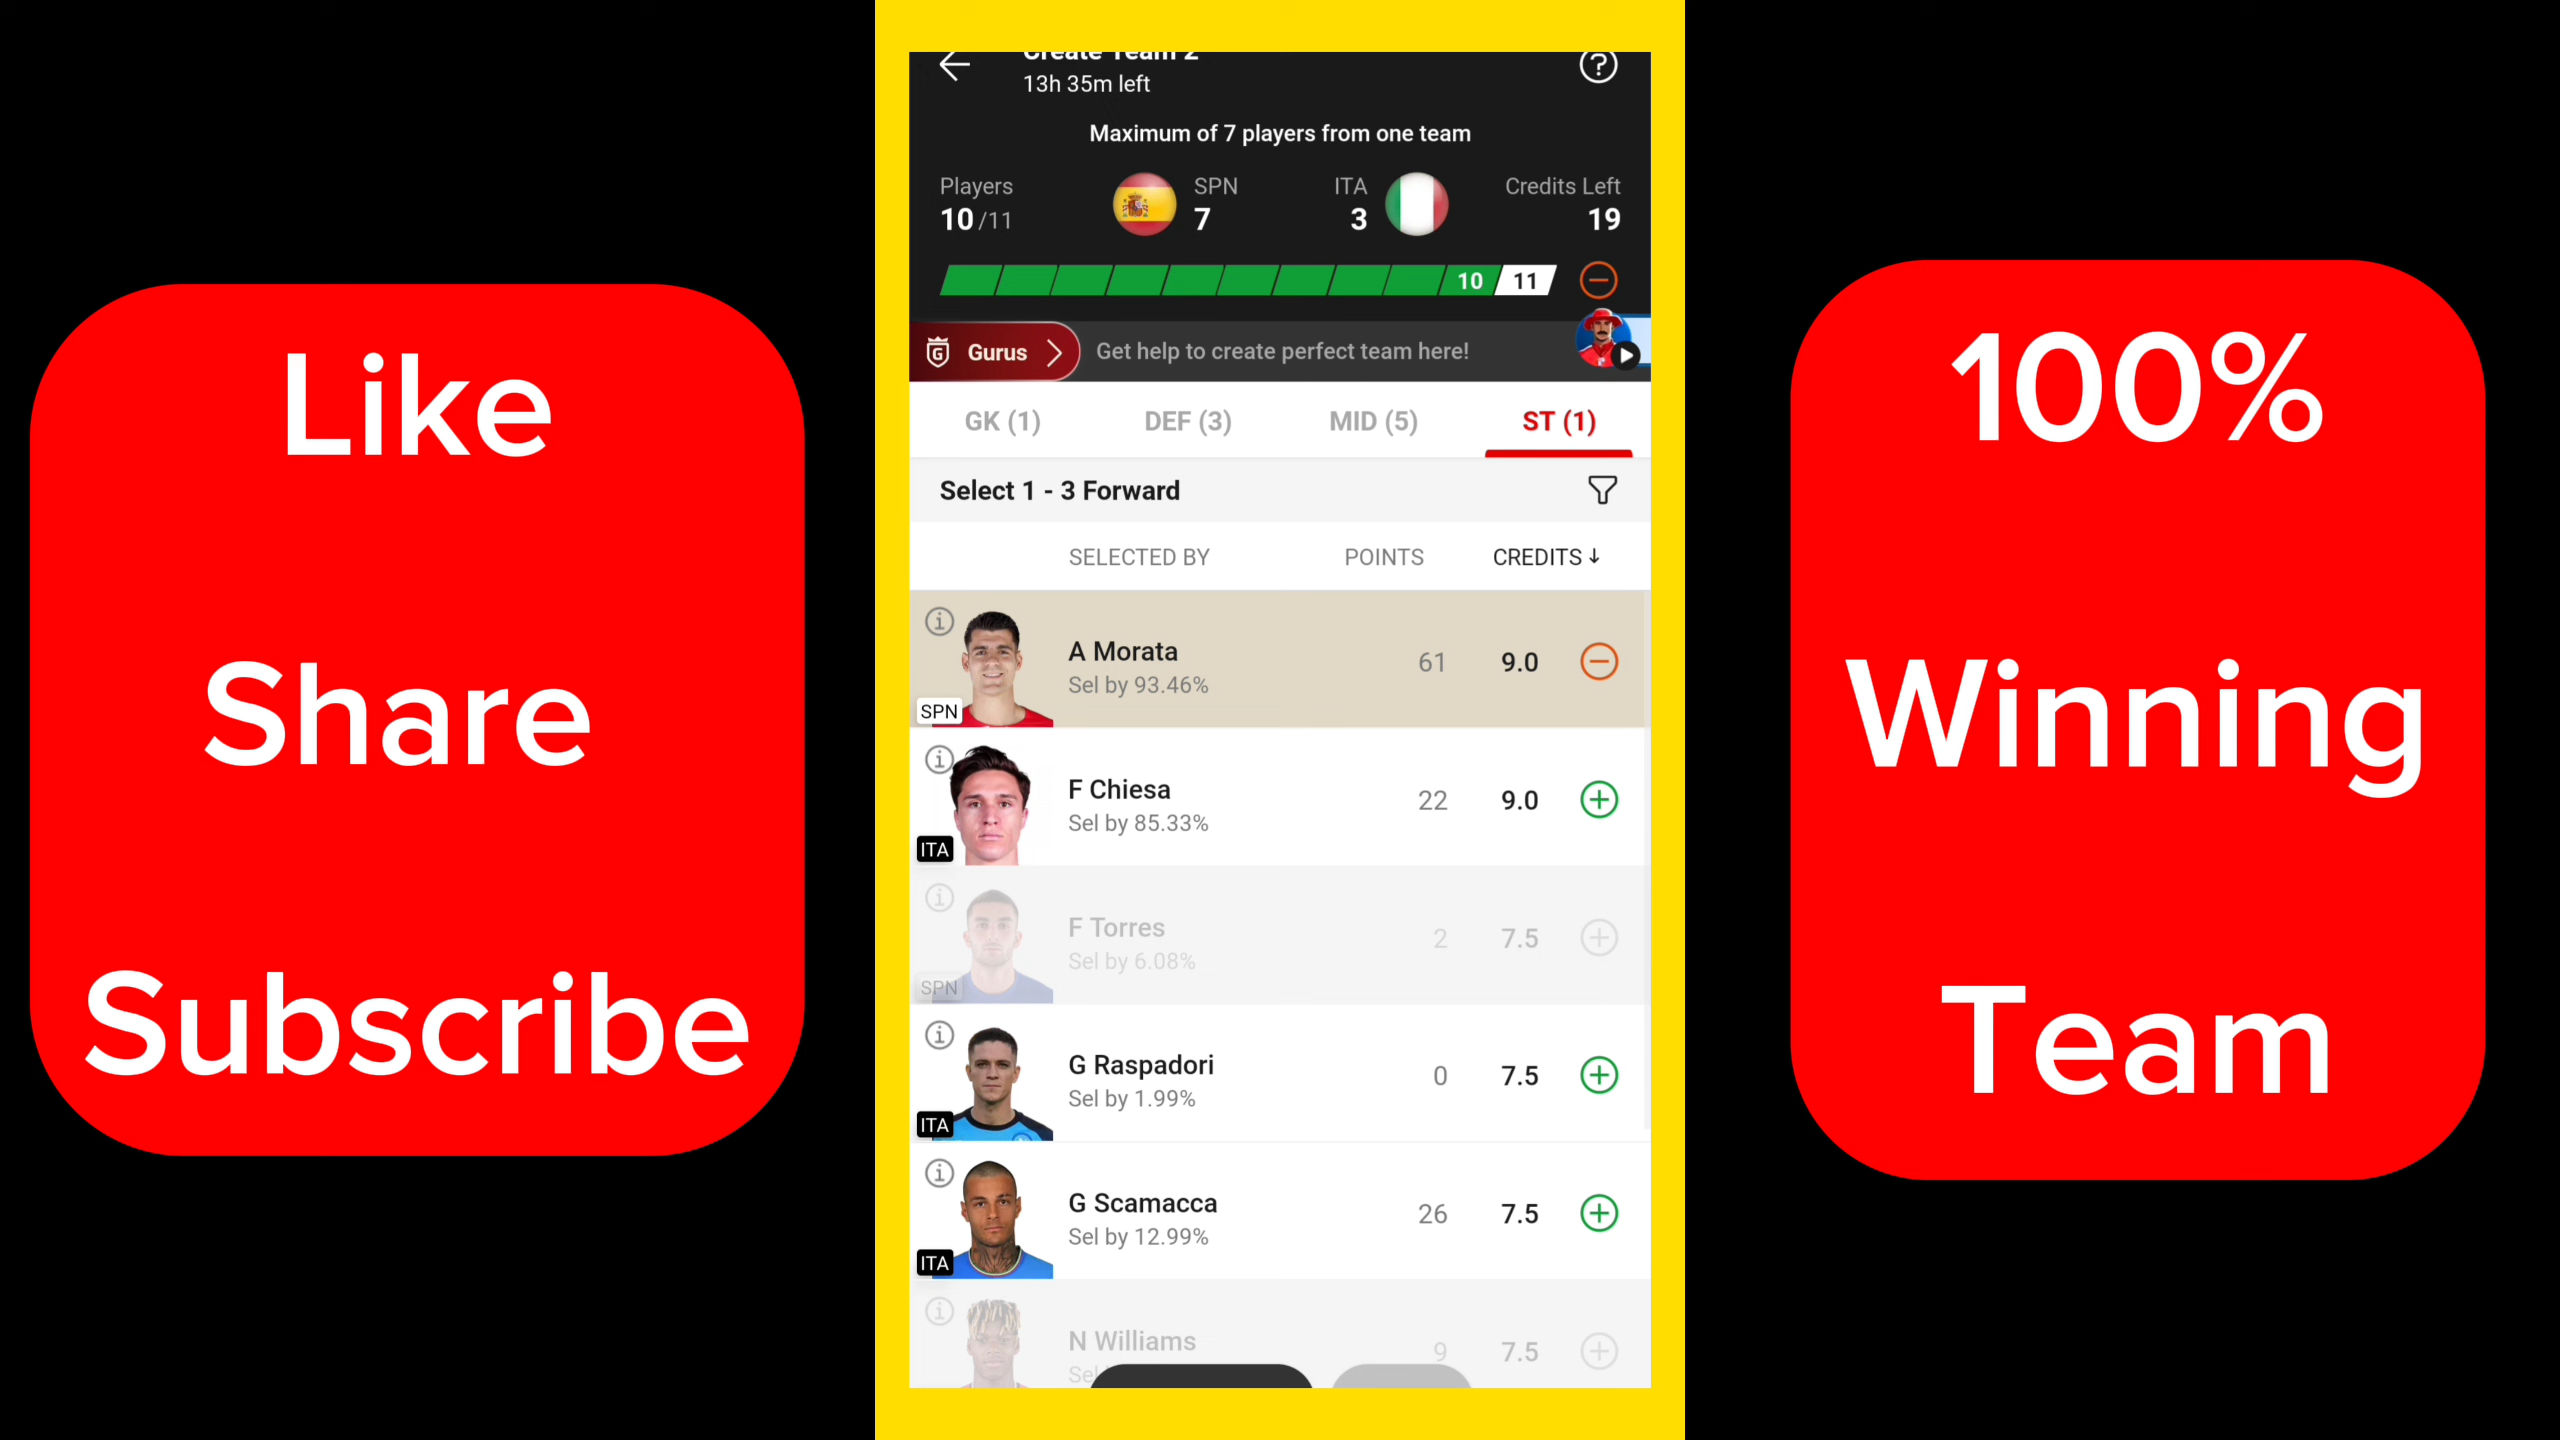 Like
Share
Subscribe
Create Team 2
13h 35m left
Maximum of 7 players from one team
Players
10/11
SPN
7
ITA
3
Credits Left
19
10
11
Gurus
Get help to create perfect team here!
GK (1)
DEF (3)
MID (5)
ST (1)
Select 1 - 3 Forward
SELECTED BY
POINTS
CREDITS
A Morata
Sel by 93.46%
61
9.0
SPN
F Chiesa
Sel by 85.33%
22
9.0
ITA
F Torres
Sel by 6.08%
2
7.5
SPN
G Raspadori
Sel by 1.99%
0
7.5
ITA
G Scamacca
Sel by 12.99%
26
7.5
ITA
N Williams
9
7.5
100%
Winning
Team